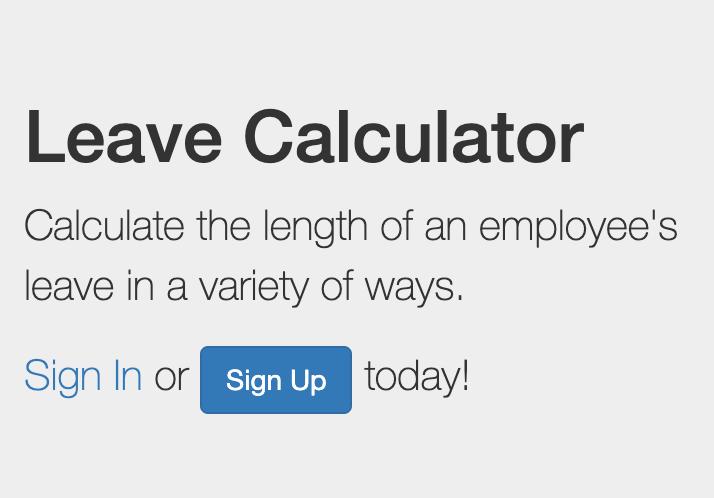 Leave Calculator
Calculate the length of an employee's
leave in a variety of ways.
Sign In or Sign Up today!